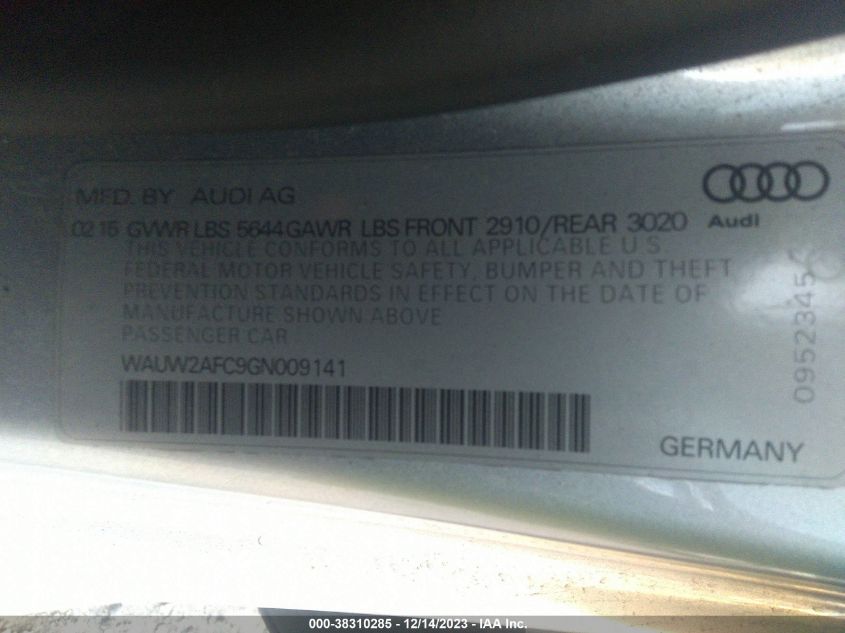 MFD. BY AUDI AG
02 15 GVWR LBS 5644 GAWR LBS FRONT 2910/REAR 3020
Audi
THIS VEHICLE CONFORMS TO ALL APPLICABLE U.S.
FEDERAL MOTOR VEHICLE SAFETY, BUMPER AND THEFT
PREVENTION STANDARDS IN EFFECT ON THE DATE OF
MANUFACTURE SHOWN ABOVE
PASSENGER CAR
WAUW2AFC9GN009141
GERMANY
000-38310285 - 12/14/2023 - IAA Inc.